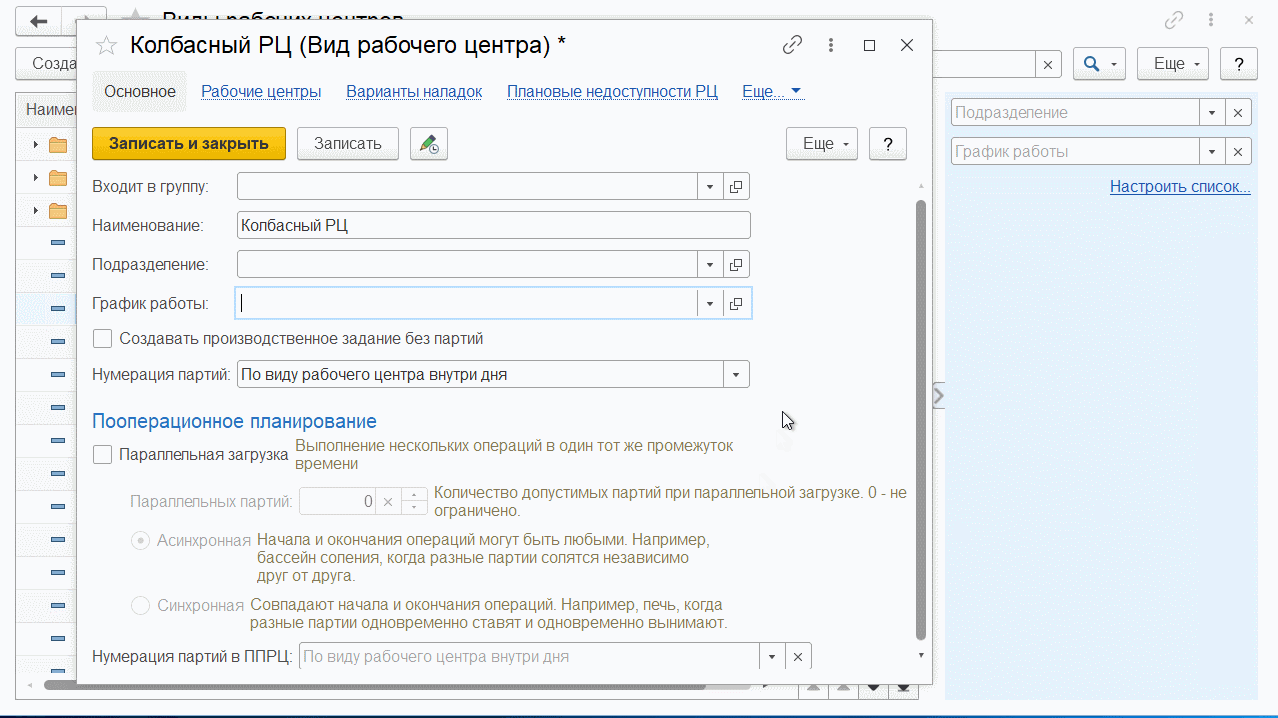 Виды рабочих центров
Колбасный РЦ (Вид рабочего центра) *
Основное Рабочие центры Варианты наладок Плановые недоступности РЦ Еще...
Созда
Еще ?
Записать и закрыть Записать Еще ?
Наиме
Подразделение
График работы
Настроить список...
Входит в группу:
Наименование: Колбасный РЦ
Подразделение:
График работы:
Создавать производственное задание без партий
Нумерация партий: По виду рабочего центра внутри дня
Пооперационное планирование
Параллельная загрузка Выполнение нескольких операций в один тот же промежуток
времени
Параллельных партий: 0 Количество допустимых партий при параллельной загрузке. 0 - не
ограничено.
Асинхронная Начала и окончания операций могут быть любыми. Например,
бассейн соления, когда разные партии солятся независимо
друг от друга.
Синхронная Совпадают начала и окончания операций. Например, печь, когда
разные партии одновременно ставят и одновременно вынимают.
Нумерация партий в ППРЦ: По виду рабочего центра внутри дня